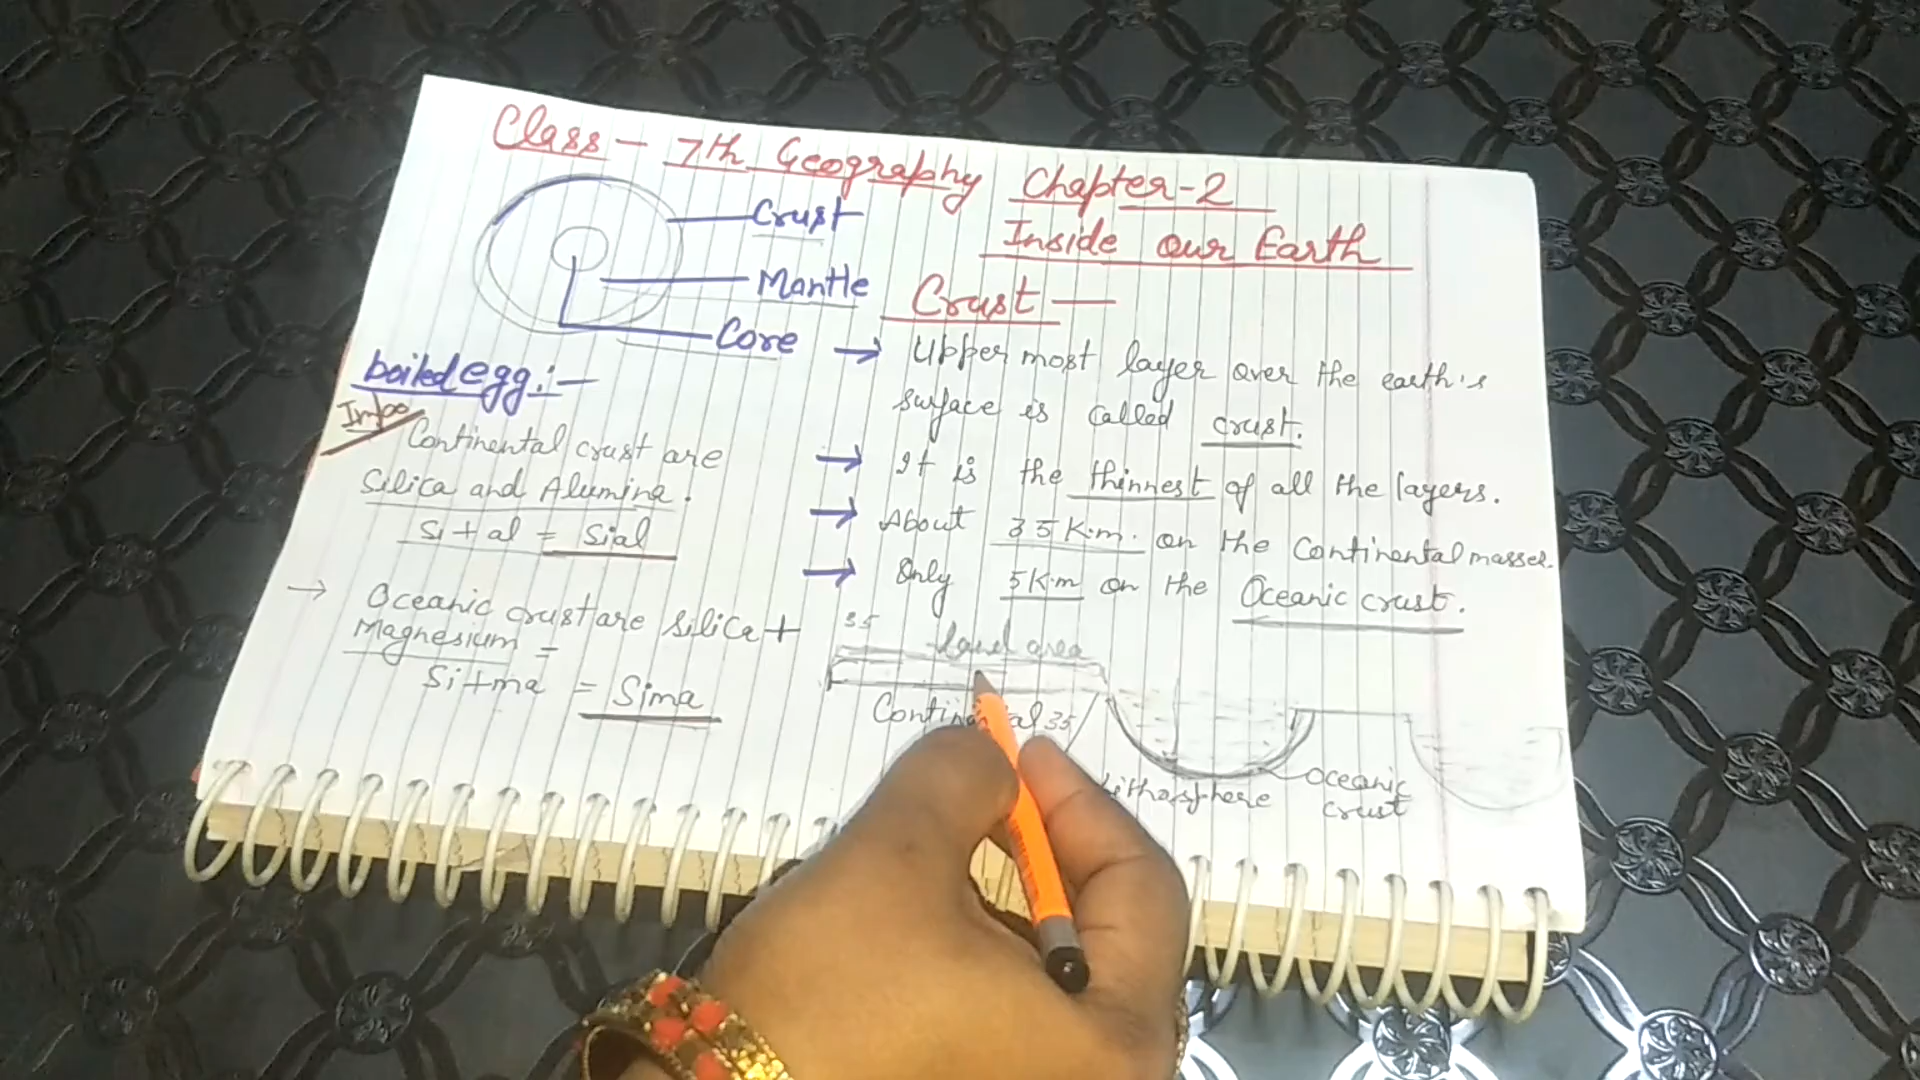 Class - 7th Geography Chapter-2
Inside our Earth
Crust
Mantle
Core
boiled egg :-
Impo
Continental crust are
Silica and Alumina.
Si + al = Sial
→ Oceanic crust are silica +
Magnesium =
Si+ma = Sima
Crust —
→ Upper most layer over the earth's
surface is called crust.
→ It is the thinnest of all the layers.
→ About 35 K.m. on the Continental masses.
→ Only 5K.m on the Oceanic crust.
35 land area
Continental 35
Lithosphere
Oceanic
crust